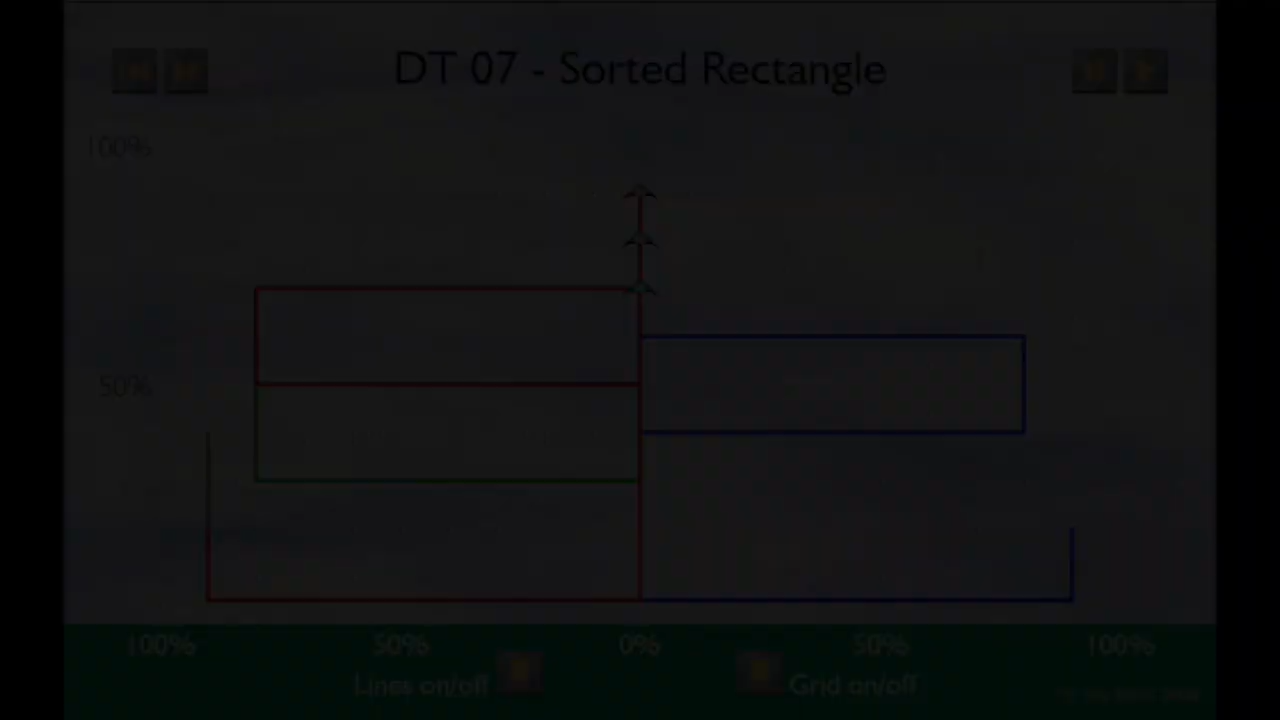 DT 07 - Sorted Rectangle
100%
50%
100% 50% 0% 50% 100%
Lines on/off Grid on/off